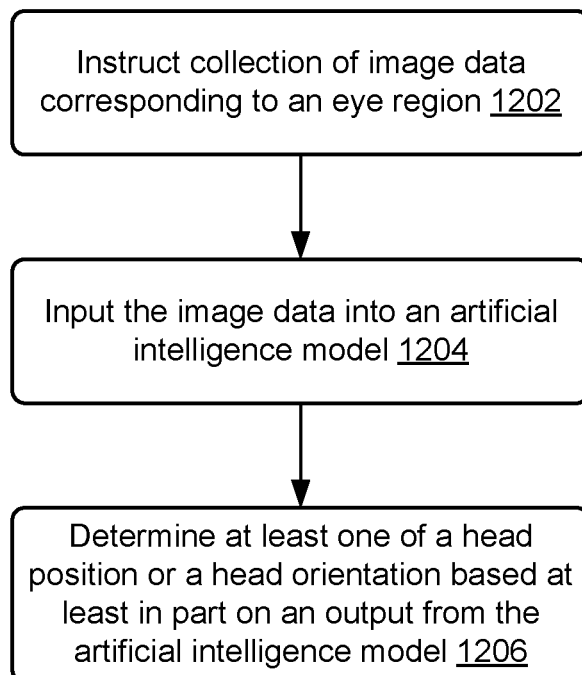 Instruct collection of image data
corresponding to an eye region 1202
Input the image data into an artificial
intelligence model 1204
Determine at least one of a head
position or a head orientation based at
least in part on an output from the
artificial intelligence model 1206